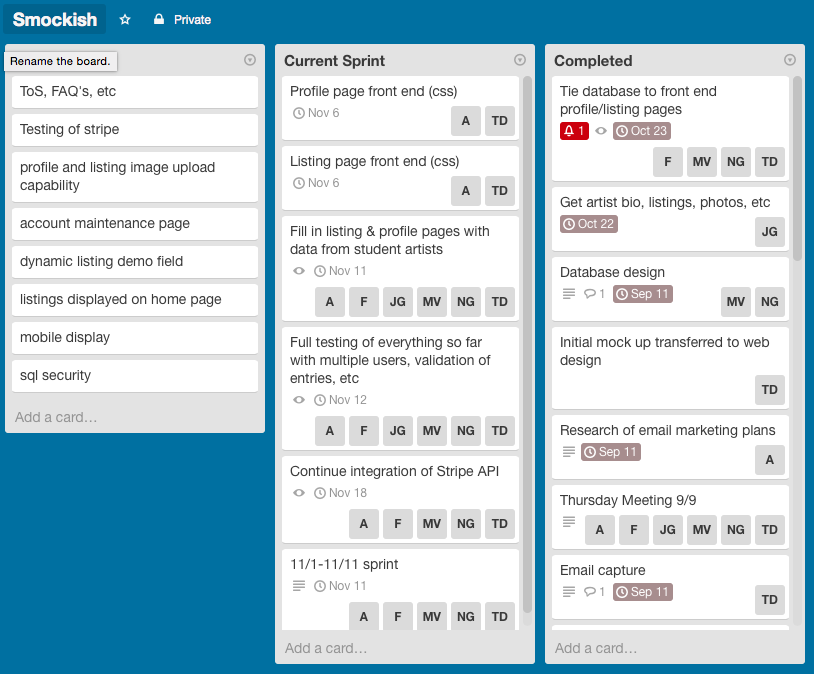 Smockish
Private
Rename the board.
ToS, FAQ's, etc
Testing of stripe
profile and listing image upload
capability
account maintenance page
dynamic listing demo field
listings displayed on home page
mobile display
sql security
Add a card…
Current Sprint
Profile page front end (css)
Nov 6
A TD
Listing page front end (css)
Nov 6
A TD
Fill in listing & profile pages with
data from student artists
Nov 11
A F JG MV NG TD
Full testing of everything so far
with multiple users, validation of
entries, etc
Nov 12
A F JG MV NG TD
Continue integration of Stripe API
Nov 18
A F MV NG TD
11/1-11/11 sprint
Nov 11
A F MV NG TD
Add a card…
Completed
Tie database to front end
profile/listing pages
1 Oct 23
F MV NG TD
Get artist bio, listings, photos, etc
Oct 22
JG
Database design
1 Sep 11
MV NG
Initial mock up transferred to web
design
TD
Research of email marketing plans
Sep 11
A
Thursday Meeting 9/9
A F JG MV NG TD
Email capture
1 Sep 11
TD
Add a card…